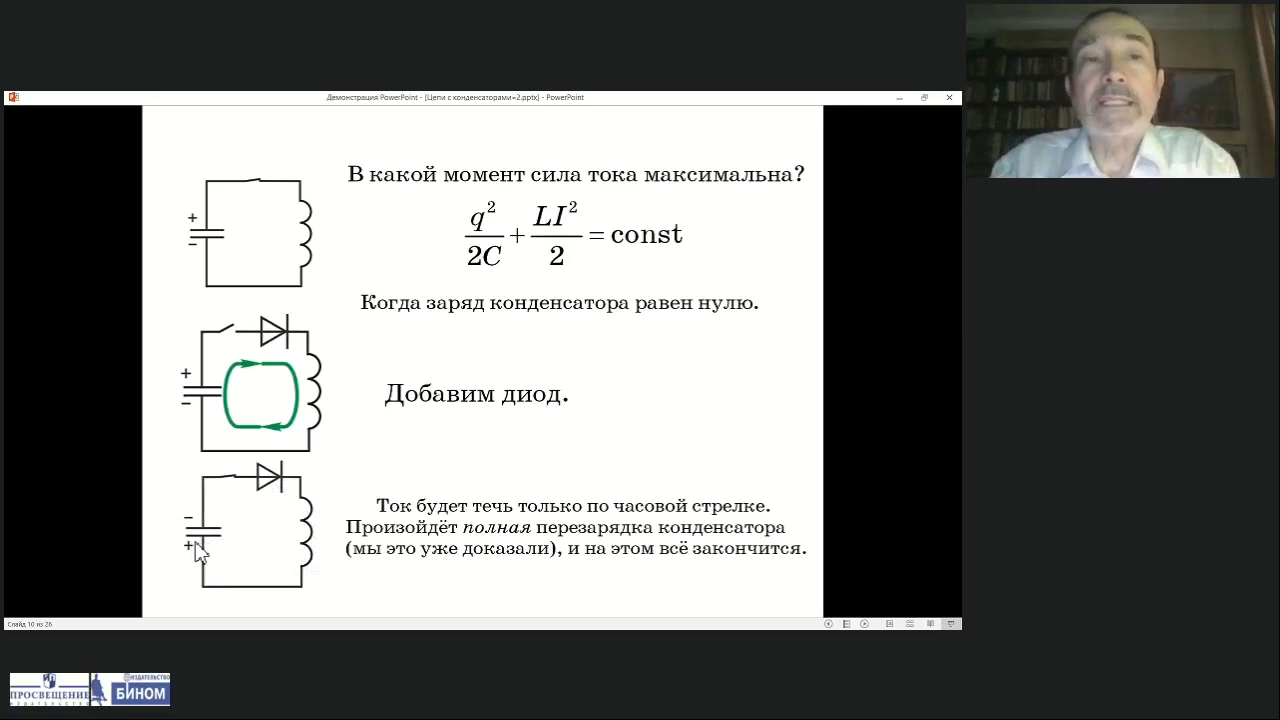 Демонстрация PowerPoint - [Цепи с конденсаторами=2.pptx] - PowerPoint
В какой момент сила тока максимальна?
q² / 2C + LI² / 2 = const
+
−
Когда заряд конденсатора равен нулю.
+
−
Добавим диод.
−
+
Ток будет течь только по часовой стрелке.
Произойдёт полная перезарядка конденсатора
(мы это уже доказали), и на этом всё закончится.
Слайд 10 из 26
ПРОСВЕЩЕНИЕ
ИЗДАТЕЛЬСТВО
ИЗДАТЕЛЬСТВО
БИНОМ